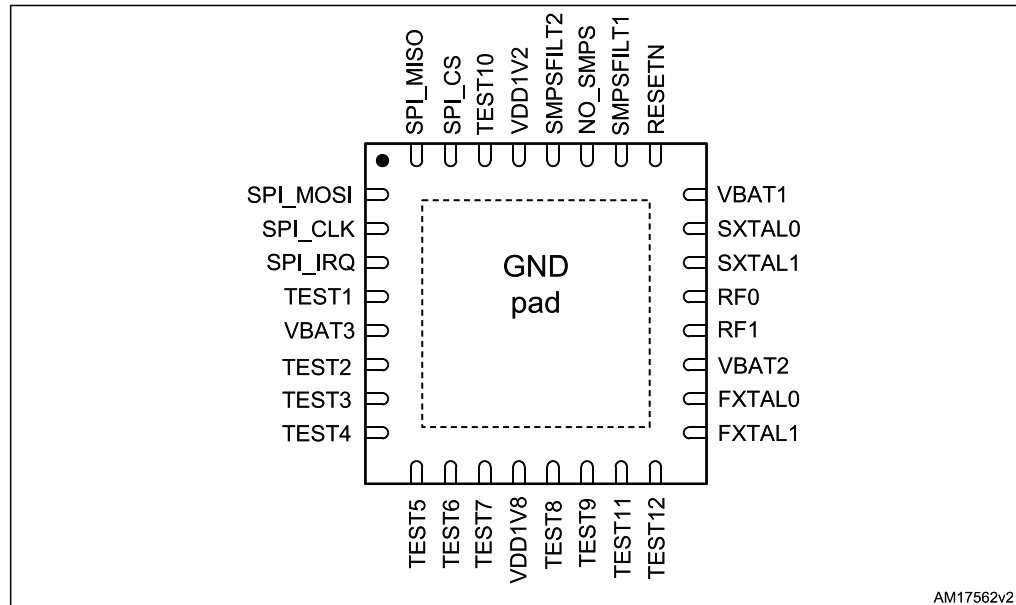 SPI_MISO
SPI_CS
TEST10
VDD1V2
SMPSFILT2
NO_SMPS
SMPSFILT1
RESETN
SPI_MOSI
SPI_CLK
SPI_IRQ
TEST1
VBAT3
TEST2
TEST3
TEST4
GND
pad
VBAT1
SXTAL0
SXTAL1
RF0
RF1
VBAT2
FXTAL0
FXTAL1
TEST5
TEST6
TEST7
VDD1V8
TEST8
TEST9
TEST11
TEST12
AM17562v2